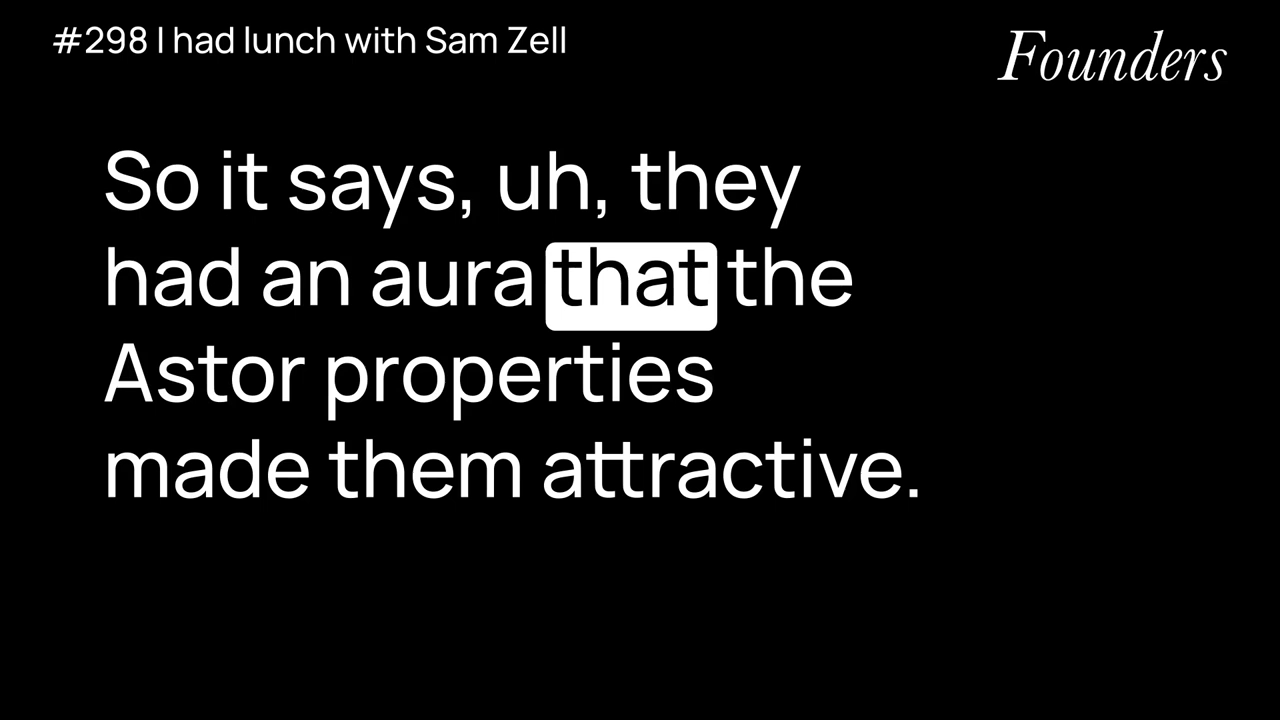 #298 I had lunch with Sam Zell
Founders
So it says, uh, they
had an aura that the
Astor properties
made them attractive.